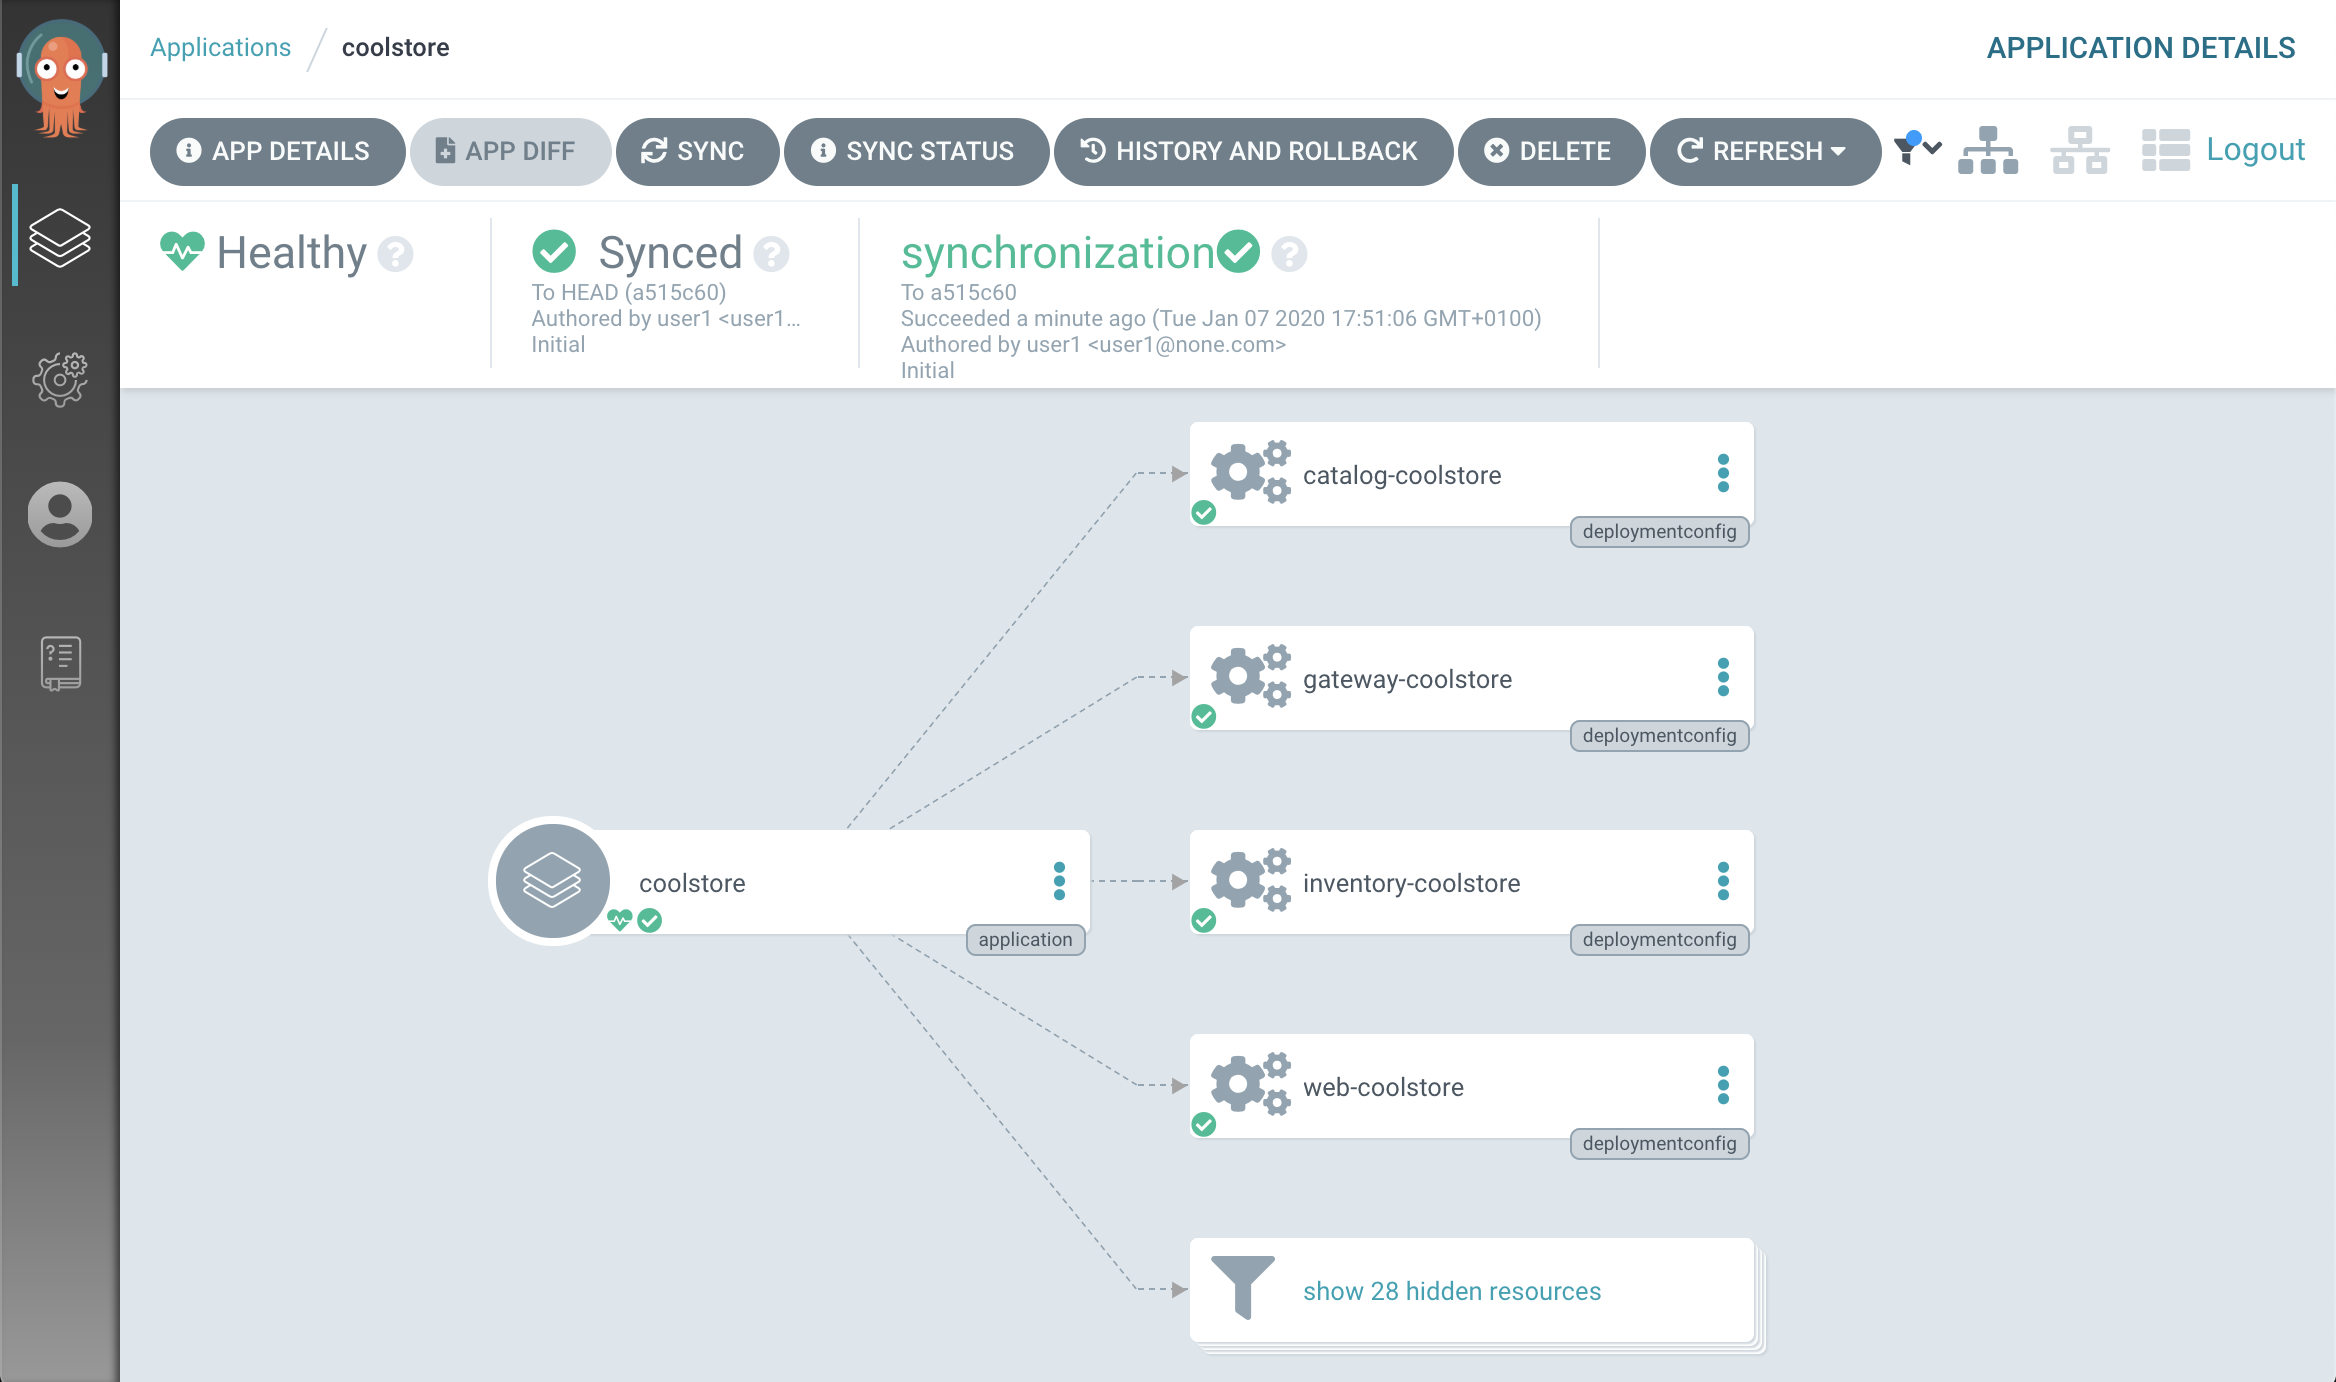 Applications / coolstore
APPLICATION DETAILS
APP DETAILS
APP DIFF
SYNC
SYNC STATUS
HISTORY AND ROLLBACK
DELETE
REFRESH
Logout
Healthy
Synced
To HEAD (a515c60)
Authored by user1 <user1...
Initial
synchronization
To a515c60
Succeeded a minute ago (Tue Jan 07 2020 17:51:06 GMT+0100)
Authored by user1 <user1@none.com>
Initial
catalog-coolstore
deploymentconfig
gateway-coolstore
deploymentconfig
coolstore
application
inventory-coolstore
deploymentconfig
web-coolstore
deploymentconfig
show 28 hidden resources